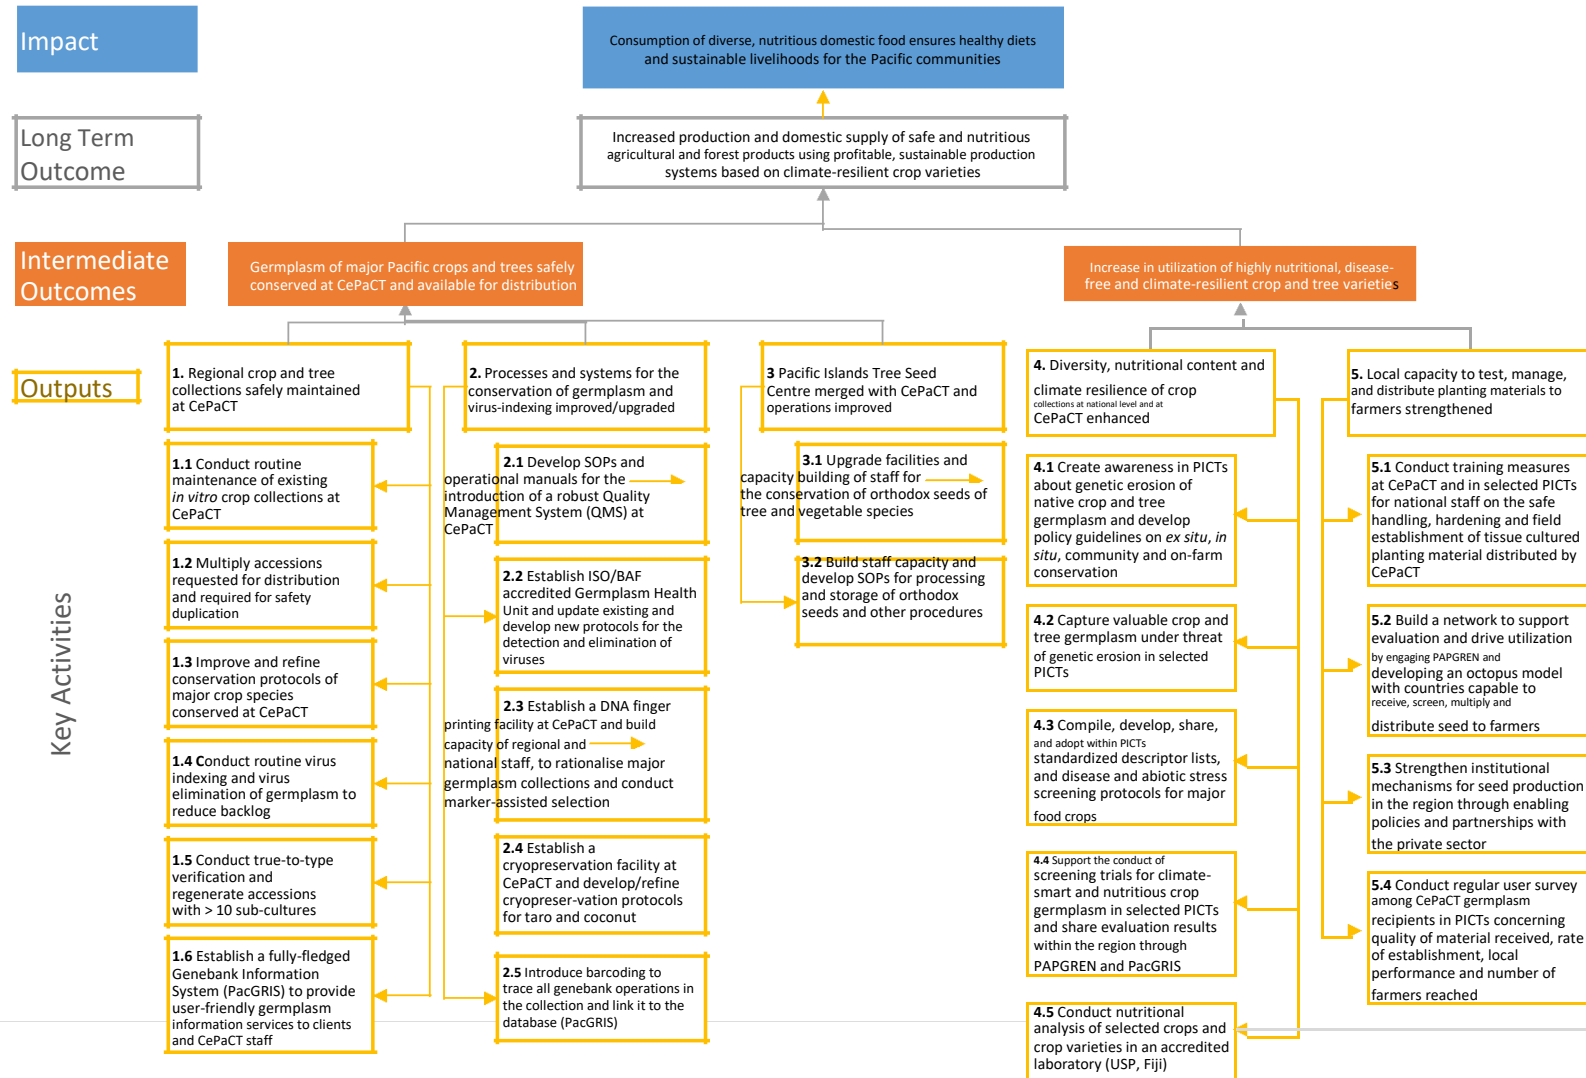 Impact
Consumption of diverse, nutritious domestic food ensures healthy diets
and sustainable livelihoods for the Pacific communities
Long Term
Outcome
Increased production and domestic supply of safe and nutritious
agricultural and forest products using profitable, sustainable production
systems based on climate-resilient crop varieties
Intermediate
Outcomes
Germplasm of major Pacific crops and trees safely
conserved at CePaCT and available for distribution
Increase in utilization of highly nutritional, disease-
free and climate-resilient crop and tree varieties
Outputs
1. Regional crop and tree
collections safely maintained
at CePaCT
2. Processes and systems for the
conservation of germplasm and
virus-indexing improved/upgraded
3 Pacific Islands Tree Seed
Centre merged with CePaCT and
operations improved
4. Diversity, nutritional content and
climate resilience of crop
collections at national level and at
CePaCT enhanced
5. Local capacity to test, manage,
and distribute planting materials to
farmers strengthened
Key Activities
1.1 Conduct routine
maintenance of existing
in vitro crop collections at
CePaCT
1.2 Multiply accessions
requested for distribution
and required for safety
duplication
1.3 Improve and refine
conservation protocols of
major crop species
conserved at CePaCT
1.4 Conduct routine virus
indexing and virus
elimination of germplasm to
reduce backlog
1.5 Conduct true-to-type
verification and
regenerate accessions
with > 10 sub-cultures
1.6 Establish a fully-fledged
Genebank Information
System (PacGRIS) to provide
user-friendly germplasm
information services to clients
and CePaCT staff
2.1 Develop SOPs and
operational manuals for the
introduction of a robust Quality
Management System (QMS) at
CePaCT
2.2 Establish ISO/BAF
accredited Germplasm Health
Unit and update existing and
develop new protocols for the
detection and elimination of
viruses
2.3 Establish a DNA finger
printing facility at CePaCT and build
capacity of regional and
national staff, to rationalise major
germplasm collections and conduct
marker-assisted selection
2.4 Establish a
cryopreservation facility at
CePaCT and develop/refine
cryopreser-vation protocols
for taro and coconut
2.5 Introduce barcoding to
trace all genebank operations in
the collection and link it to the
database (PacGRIS)
3.1 Upgrade facilities and
capacity building of staff for
the conservation of orthodox seeds of
tree and vegetable species
3.2 Build staff capacity and
develop SOPs for processing
and storage of orthodox
seeds and other procedures
4.1 Create awareness in PICTs
about genetic erosion of
native crop and tree
germplasm and develop
policy guidelines on ex situ, in
situ, community and on-farm
conservation
4.2 Capture valuable crop and
tree germplasm under threat
of genetic erosion in selected
PICTs
4.3 Compile, develop, share,
and adopt within PICTs
standardized descriptor lists,
and disease and abiotic stress
screening protocols for major
food crops
4.4 Support the conduct of
screening trials for climate-
smart and nutritious crop
germplasm in selected PICTs
and share evaluation results
within the region through
PAPGREN and PacGRIS
4.5 Conduct nutritional
analysis of selected crops and
crop varieties in an accredited
laboratory (USP, Fiji)
5.1 Conduct training measures
at CePaCT and in selected PICTs
for national staff on the safe
handling, hardening and field
establishment of tissue cultured
planting material distributed by
CePaCT
5.2 Build a network to support
evaluation and drive utilization
by engaging PAPGREN and
developing an octopus model
with countries capable to
receive, screen, multiply and
distribute seed to farmers
5.3 Strengthen institutional
mechanisms for seed production
in the region through enabling
policies and partnerships with
the private sector
5.4 Conduct regular user survey
among CePaCT germplasm
recipients in PICTs concerning
quality of material received, rate
of establishment, local
performance and number of
farmers reached